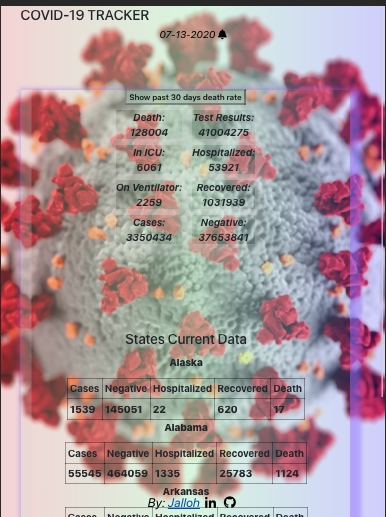 COVID-19 TRACKER
07-13-2020
Show past 30 days death rate
Death: Test Results:
128004 41004275
In ICU: Hospitalized:
6061 53921
On Ventilator: Recovered:
2259 1031939
Cases: Negative:
3350434 37653841
States Current Data
Alaska
Cases Negative Hospitalized Recovered Death
1539 145051 22 620 17
Alabama
Cases Negative Hospitalized Recovered Death
55545 464059 1335 25783 1124
Arkansas
By: Jalloh in
Cases Negative Hospitalized Recovered Death